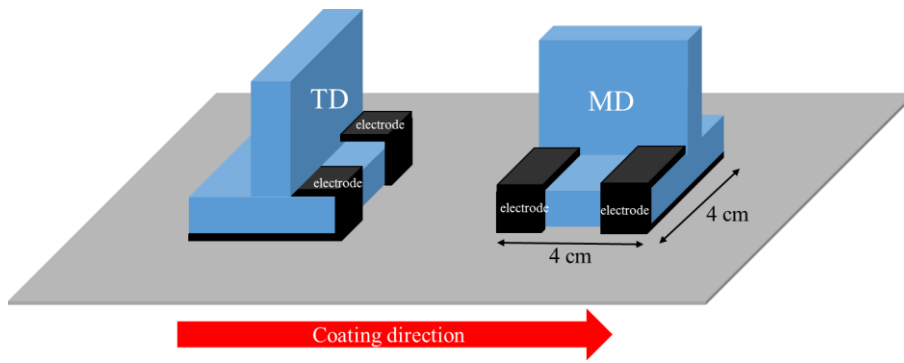 TD
electrode
electrode
MD
electrode
electrode
4 cm
4 cm
Coating direction